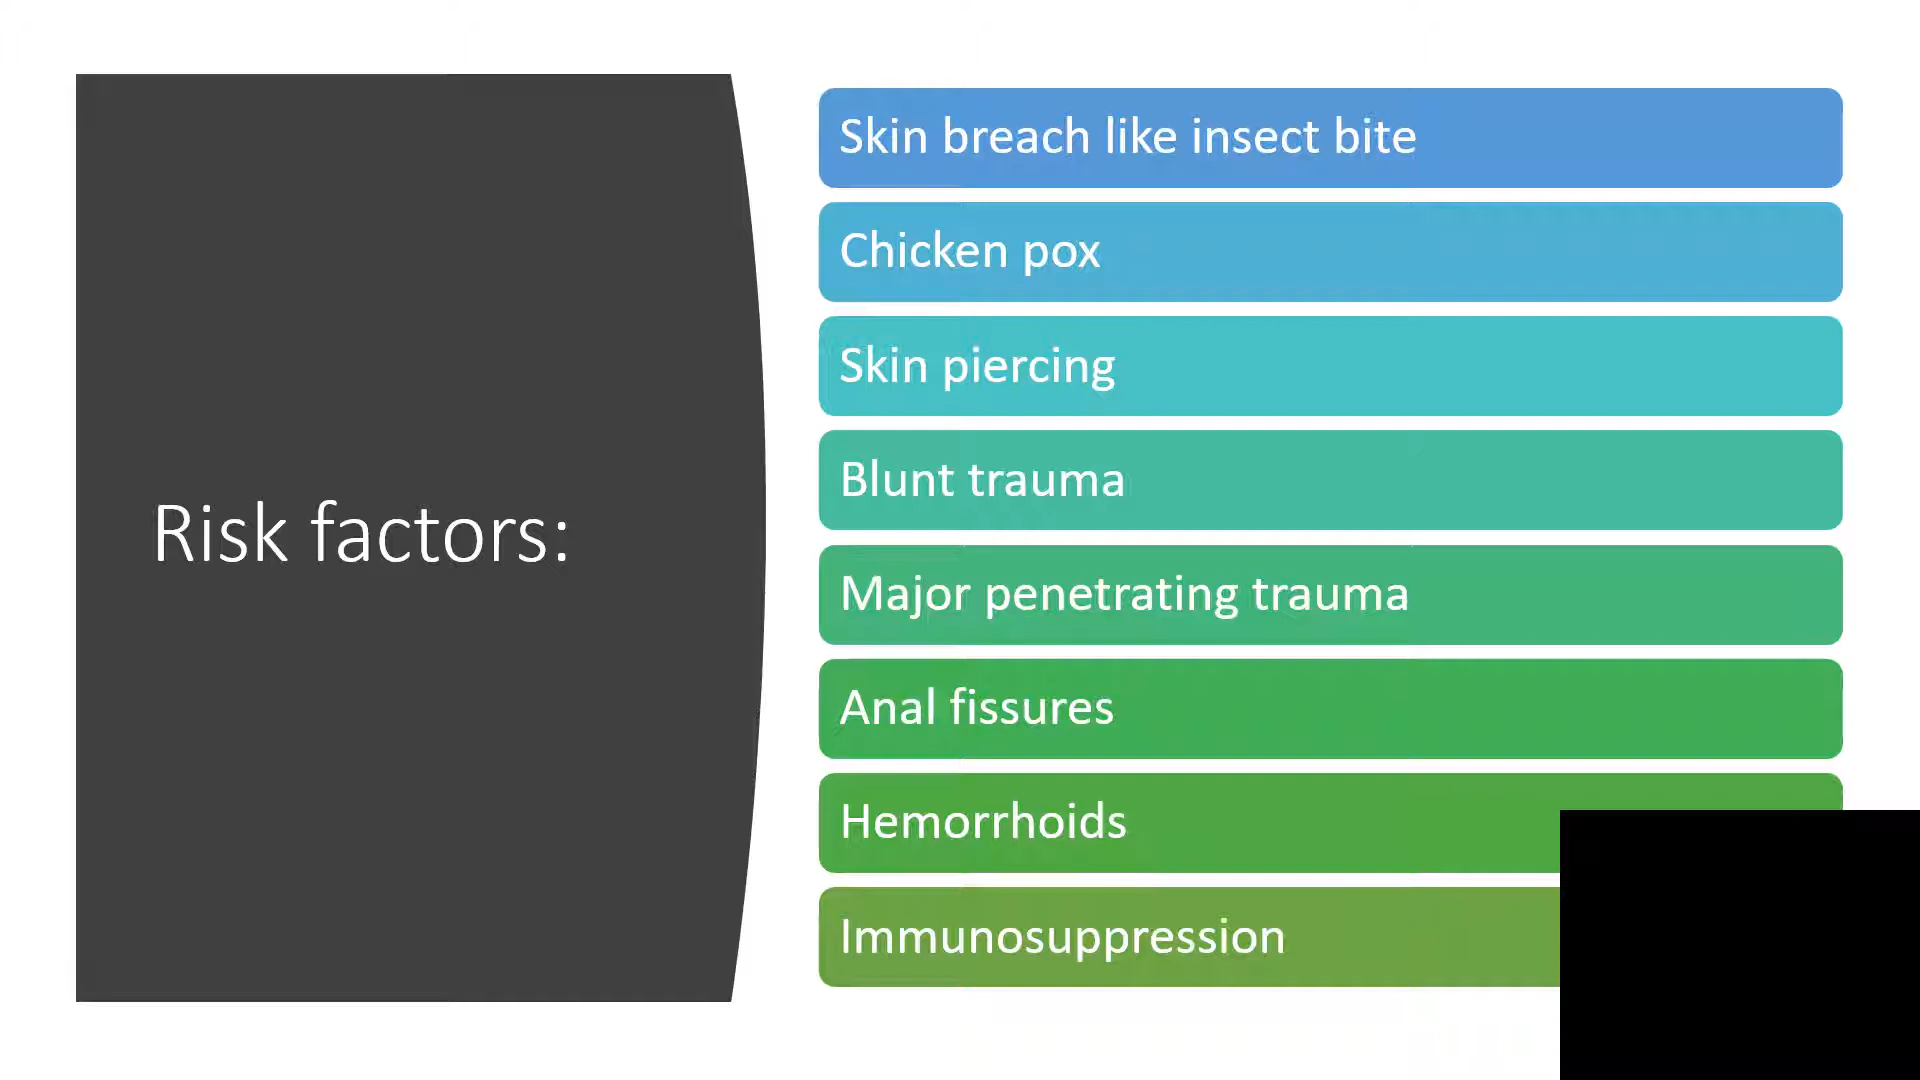 Risk factors:
Skin breach like insect bite
Chicken pox
Skin piercing
Blunt trauma
Major penetrating trauma
Anal fissures
Hemorrhoids
Immunosuppression